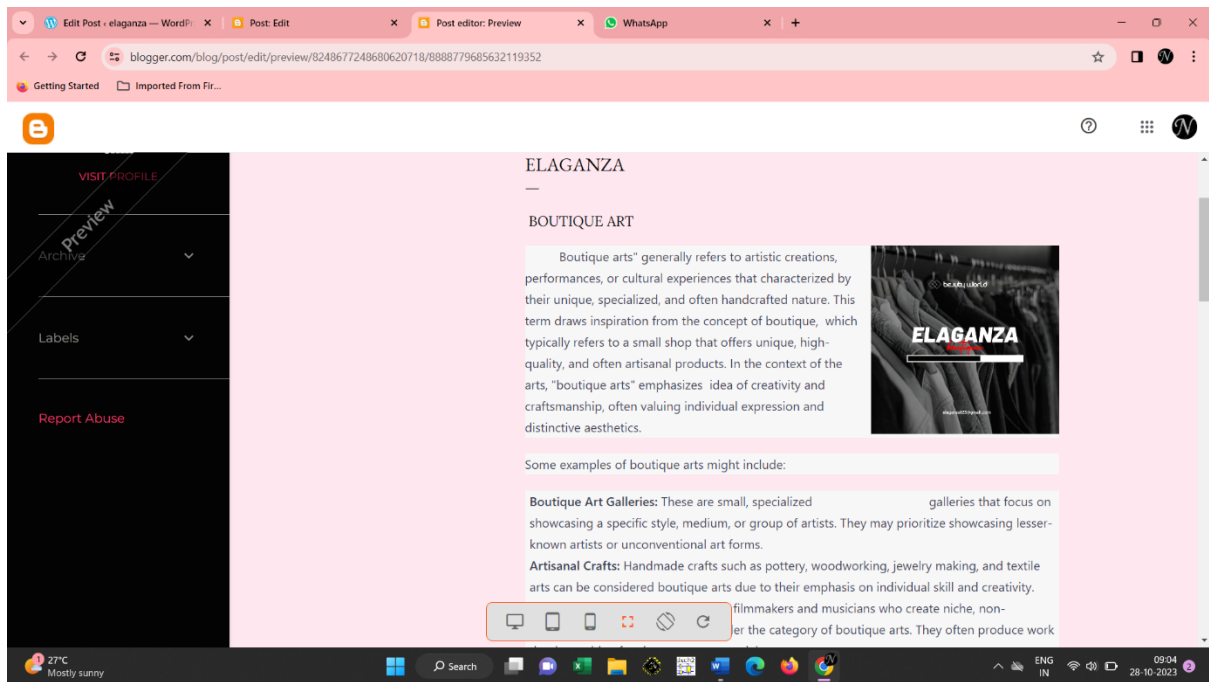 Edit Post ‹ elaganza — WordPr
Post: Edit
Post editor: Preview
WhatsApp
blogger.com/blog/post/edit/preview/8248677248680620718/8888779685632119352
Getting Started
Imported From Fir...
VISIT PROFILE
Preview
Archive
Labels
Report Abuse
ELAGANZA
BOUTIQUE ART
Boutique arts" generally refers to artistic creations,
performances, or cultural experiences that characterized by
their unique, specialized, and often handcrafted nature. This
term draws inspiration from the concept of boutique, which
typically refers to a small shop that offers unique, high-
quality, and often artisanal products. In the context of the
arts, "boutique arts" emphasizes idea of creativity and
craftsmanship, often valuing individual expression and
distinctive aesthetics.
beauty world
ELAGANZA
Some examples of boutique arts might include:
Boutique Art Galleries: These are small, specialized galleries that focus on
showcasing a specific style, medium, or group of artists. They may prioritize showcasing lesser-
known artists or unconventional art forms.
Artisanal Crafts: Handmade crafts such as pottery, woodworking, jewelry making, and textile
arts can be considered boutique arts due to their emphasis on individual skill and creativity.
filmmakers and musicians who create niche, non-
er the category of boutique arts. They often produce work
1
27°C
Mostly sunny
Search
ENG
IN
09:04
28-10-2023
2